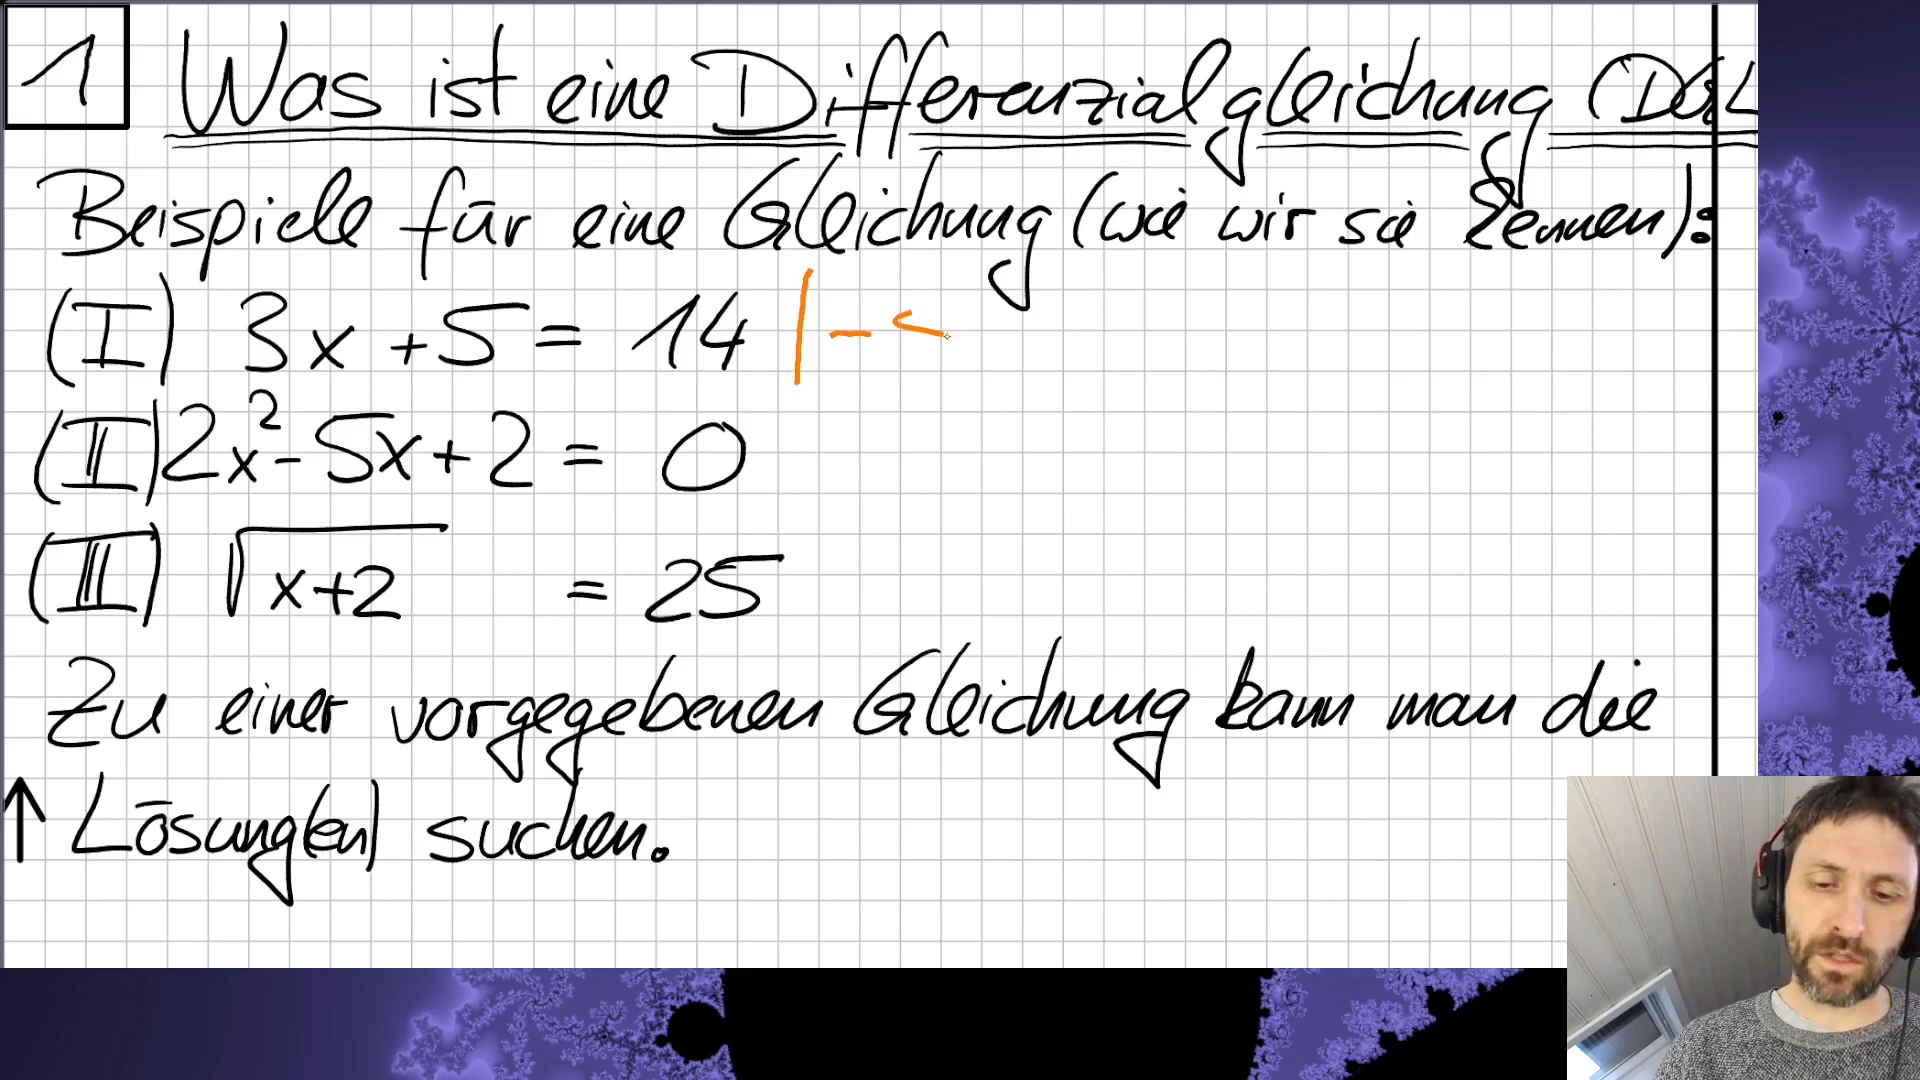 1 Was ist eine Differenzialgleichung (DGL
Beispiele für eine Gleichung (wie wir sie kennen):
(I) 3x + 5 = 14 | -
(II) 2x² - 5x + 2 = 0
(III) √(x+2) = 25
Zu einer vorgegebenen Gleichung kann man die
↑ Lösung(en) suchen.